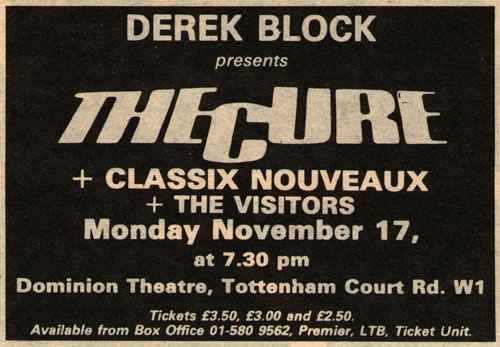 DEREK BLOCK
presents
THE CURE
+ CLASSIX NOUVEAUX
+ THE VISITORS
Monday November 17,
at 7.30 pm
Dominion Theatre, Tottenham Court Rd. W1
Tickets £3.50, £3.00 and £2.50.
Available from Box Office 01-580 9562, Premier, LTB, Ticket Unit.